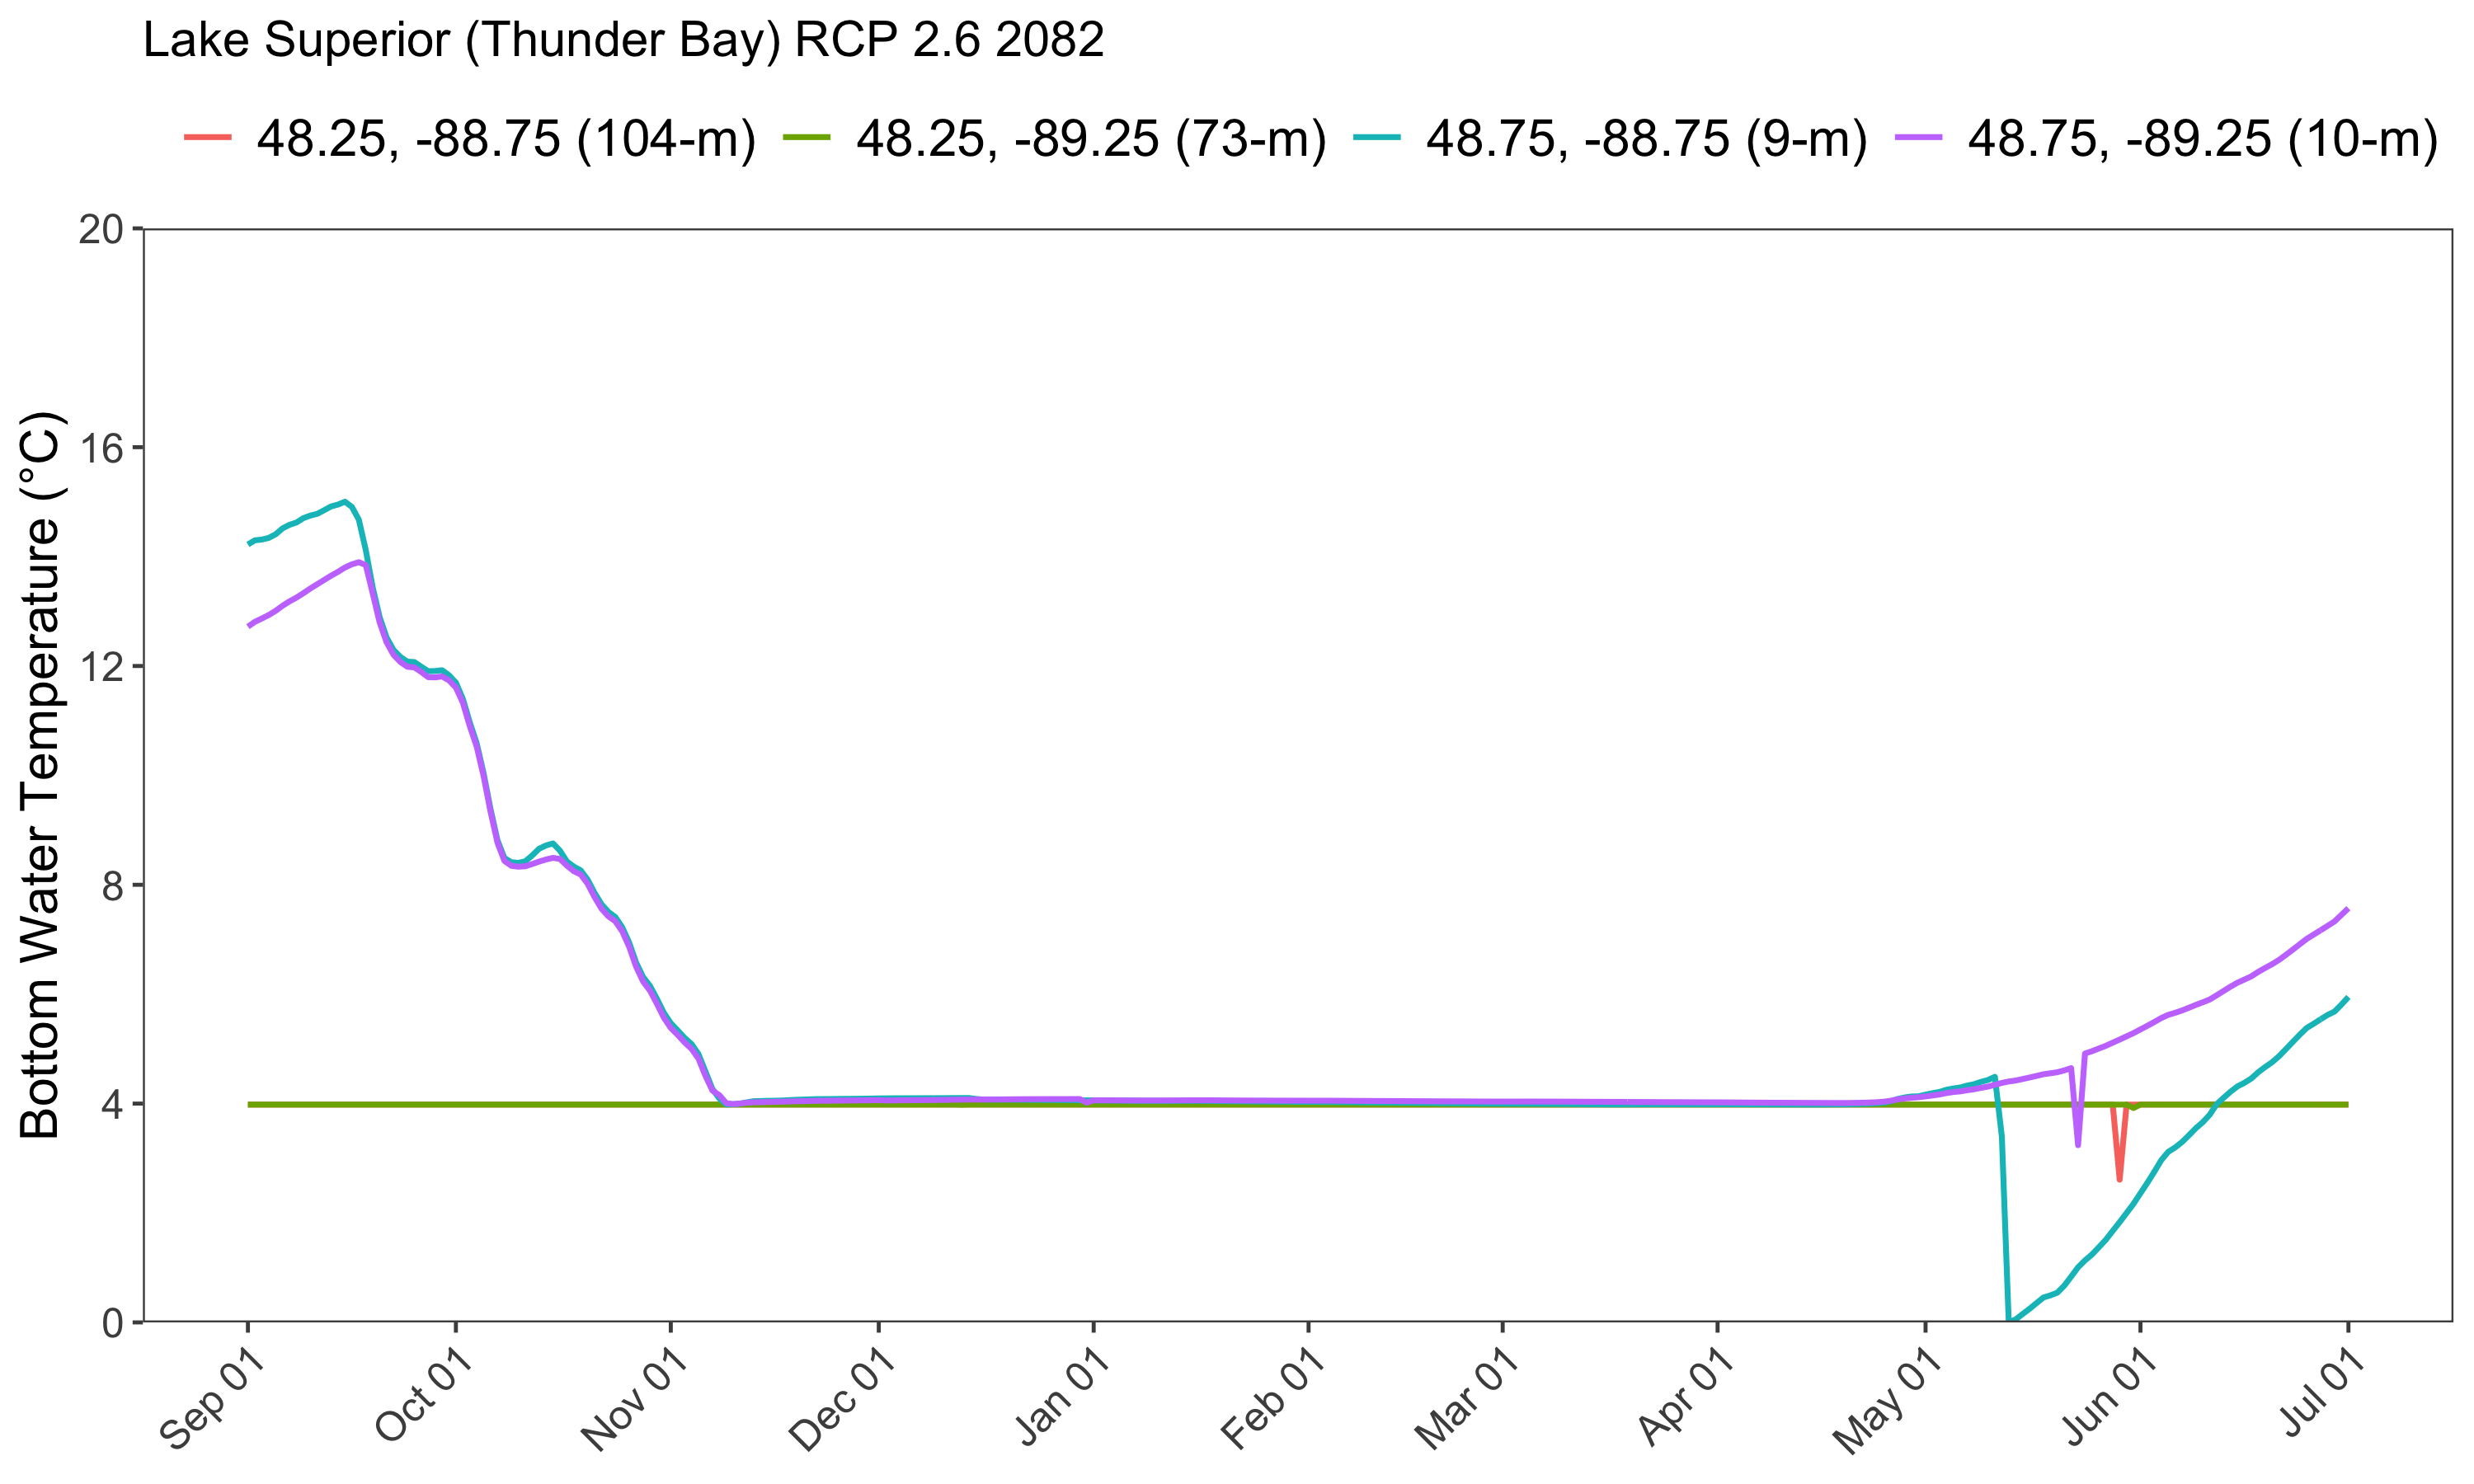 Lake Superior (Thunder Bay) RCP 2.6 2082
48.25, -88.75 (104-m) 48.25, -89.25 (73-m) 48.75, -88.75 (9-m) 48.75, -89.25 (10-m)
Bottom Water Temperature (°C)
20
16
12
8
4
0
Sep 01 Oct 01 Nov 01 Dec 01 Jan 01 Feb 01 Mar 01 Apr 01 May 01 Jun 01 Jul 01